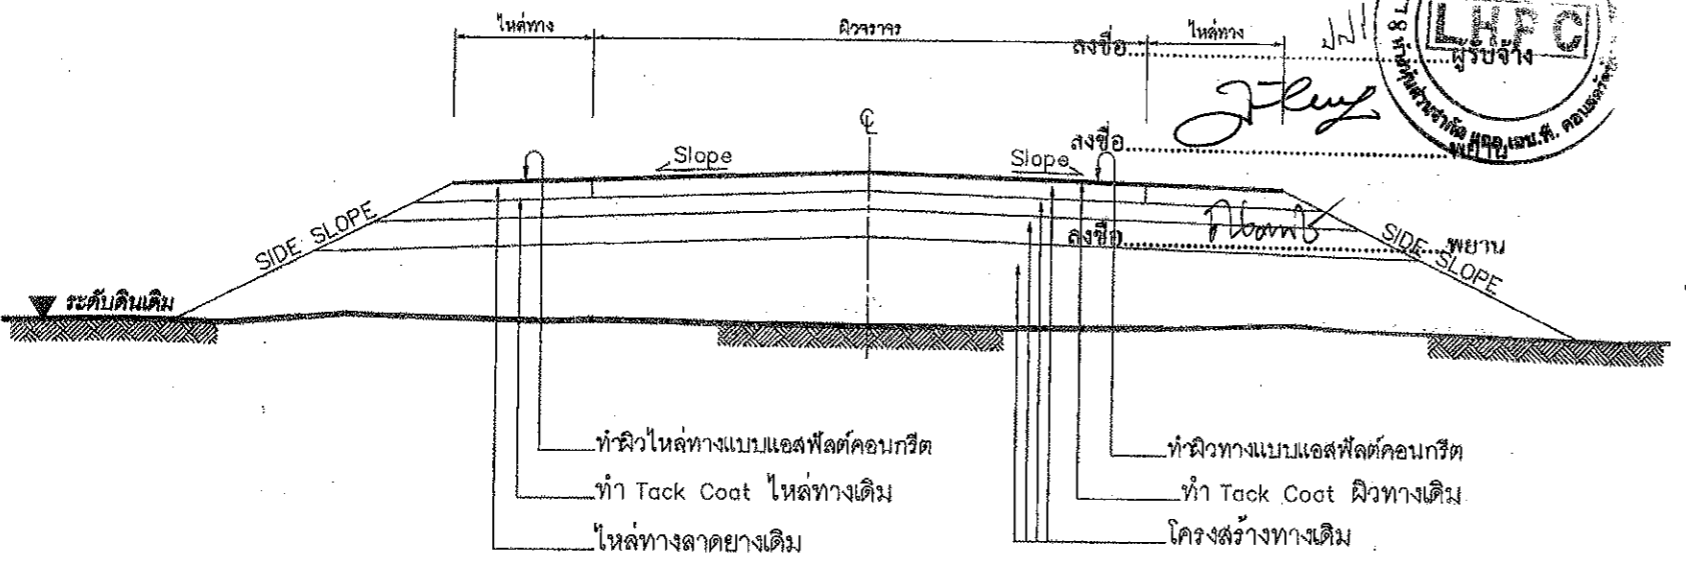 ไหล่ทาง
ผิวจราจร
ไหล่ทาง
ลงชื่อ
ผู้รับจ้าง
LHPC
ลงชื่อ
พยาน
℄
Slope
Slope
SIDE SLOPE
ลงชื่อ
พยาน
SIDE SLOPE
ระดับดินเดิม
ทำผิวไหล่ทางแบบแอสฟัลต์คอนกรีต
ทำผิวทางแบบแอสฟัลต์คอนกรีต
ทำ Tack Coat ไหล่ทางเดิม
ทำ Tack Coat ผิวทางเดิม
ไหล่ทางลาดยางเดิม
โครงสร้างทางเดิม